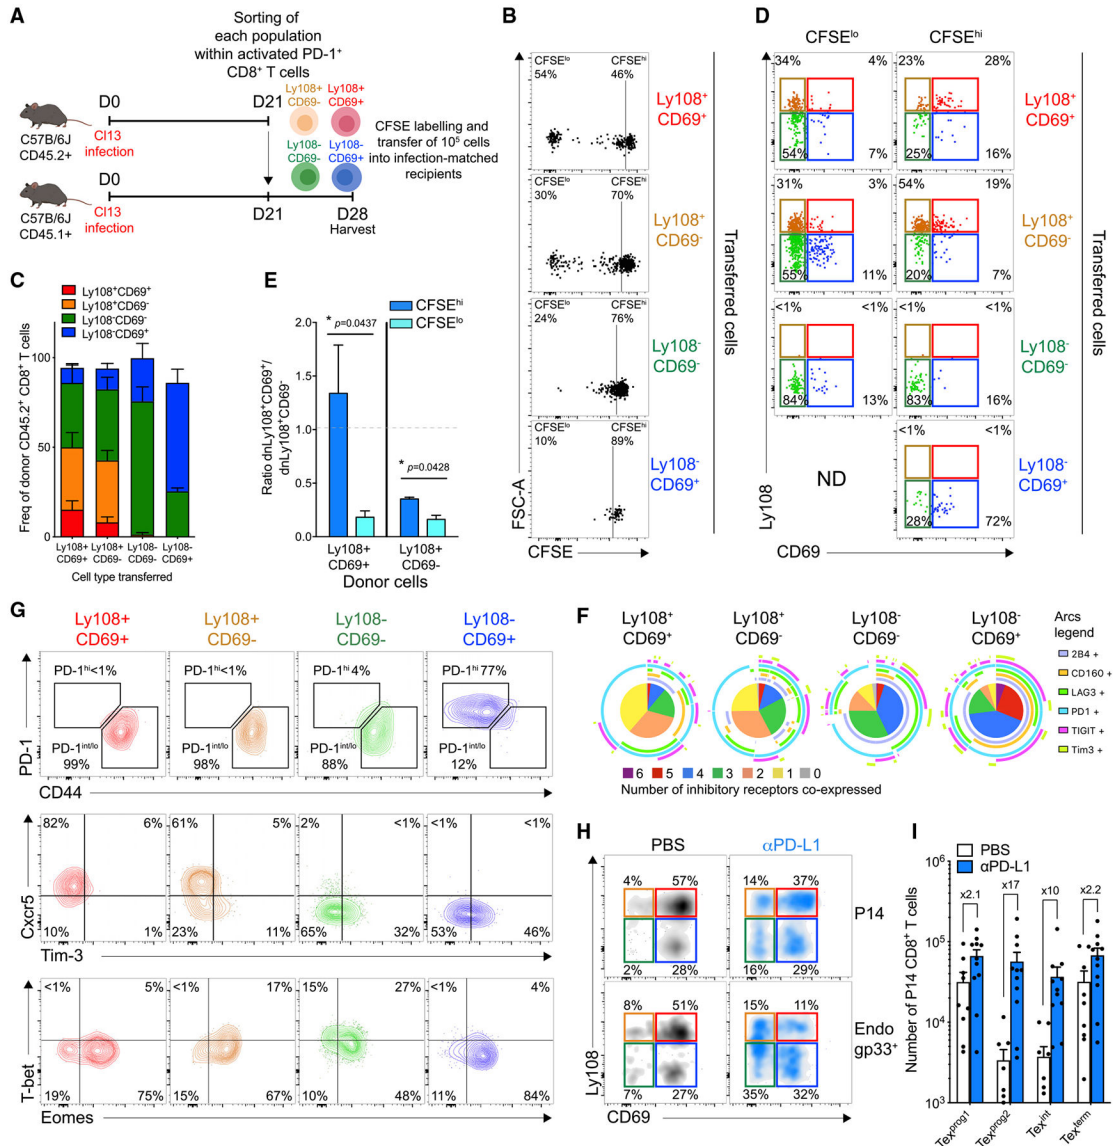 A
Sorting of
each population
within activated PD-1⁺
CD8⁺ T cells
D0
D21
Ly108+
CD69-
Ly108+
CD69+
C57B/6J
CD45.2+
Cl13
infection
Ly108-
CD69-
Ly108-
CD69+
CFSE labelling and
transfer of 10⁵ cells
into infection-matched
recipients
D0
C57B/6J
CD45.1+
Cl13
infection
D21
D28
Harvest
B
CFSEˡᵒ
54%
CFSEʰⁱ
46%
Ly108⁺
CD69⁺
CFSEˡᵒ
30%
CFSEʰⁱ
70%
Ly108⁺
CD69⁻
CFSEˡᵒ
24%
CFSEʰⁱ
76%
Ly108⁻
CD69⁻
CFSEˡᵒ
10%
CFSEʰⁱ
89%
Ly108⁻
CD69⁺
FSC-A
CFSE
Transferred cells
D
CFSEˡᵒ
CFSEʰⁱ
34%
4%
54%
7%
23%
28%
25%
16%
Ly108⁺
CD69⁺
31%
3%
55%
11%
54%
19%
20%
7%
Ly108⁺
CD69⁻
<1%
<1%
84%
13%
<1%
<1%
83%
16%
Ly108⁻
CD69⁻
ND
<1%
<1%
28%
72%
Ly108⁻
CD69⁺
Ly108
CD69
Transferred cells
C
Ly108⁺CD69⁺
Ly108⁺CD69⁻
Ly108⁻CD69⁻
Ly108⁻CD69⁺
Freq of donor CD45.2⁺ CD8⁺ T cells
100
50
0
Ly108+
CD69+
Ly108+
CD69-
Ly108-
CD69-
Ly108-
CD69+
Cell type transferred
E
CFSEʰⁱ
CFSEˡᵒ
Ratio dnLy108⁺CD69⁺/
dnLy108⁺CD69⁻
2.0
1.5
1.0
0.5
0.0
* p=0.0437
* p=0.0428
Ly108+
CD69+
Ly108+
CD69-
Donor cells
G
Ly108+
CD69+
Ly108+
CD69-
Ly108-
CD69-
Ly108-
CD69+
PD-1ʰⁱ<1%
PD-1ⁱⁿᵗ/ˡᵒ
99%
PD-1ʰⁱ<1%
PD-1ⁱⁿᵗ/ˡᵒ
98%
PD-1ʰⁱ 4%
PD-1ⁱⁿᵗ/ˡᵒ
88%
PD-1ʰⁱ 77%
PD-1ⁱⁿᵗ/ˡᵒ
12%
PD-1
CD44
82%
6%
10%
1%
61%
5%
23%
11%
2%
<1%
65%
32%
<1%
<1%
53%
46%
Cxcr5
Tim-3
<1%
5%
19%
75%
<1%
17%
15%
67%
15%
27%
10%
48%
<1%
4%
11%
84%
T-bet
Eomes
F
Ly108⁺
CD69⁺
Ly108⁺
CD69⁻
Ly108⁻
CD69⁻
Ly108⁻
CD69⁺
Arcs
legend
2B4 +
CD160 +
LAG3 +
PD1 +
TIGIT +
Tim3 +
6 5 4 3 2 1 0
Number of inhibitory receptors co-expressed
H
PBS
αPD-L1
4%
57%
2%
28%
14%
37%
16%
29%
P14
8%
51%
7%
27%
15%
11%
35%
32%
Endo
gp33⁺
Ly108
CD69
I
PBS
αPD-L1
Number of P14 CD8⁺ T cells
10⁶
10⁵
10⁴
10³
x2.1
x17
x10
x2.2
Texᵖʳᵒᵍ¹
Texᵖʳᵒᵍ²
Texⁱⁿᵗ
Texᵗᵉʳᵐ